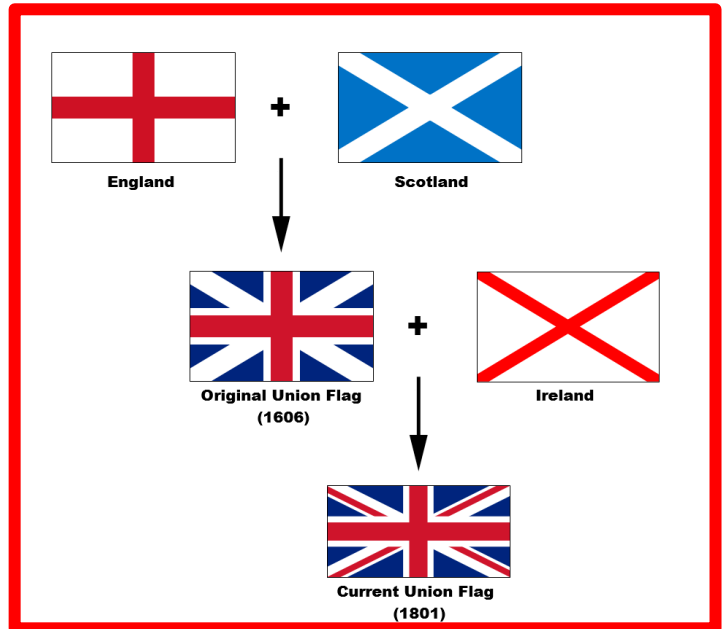 +
England
Scotland
+
Original Union Flag
(1606)
Ireland
Current Union Flag
(1801)